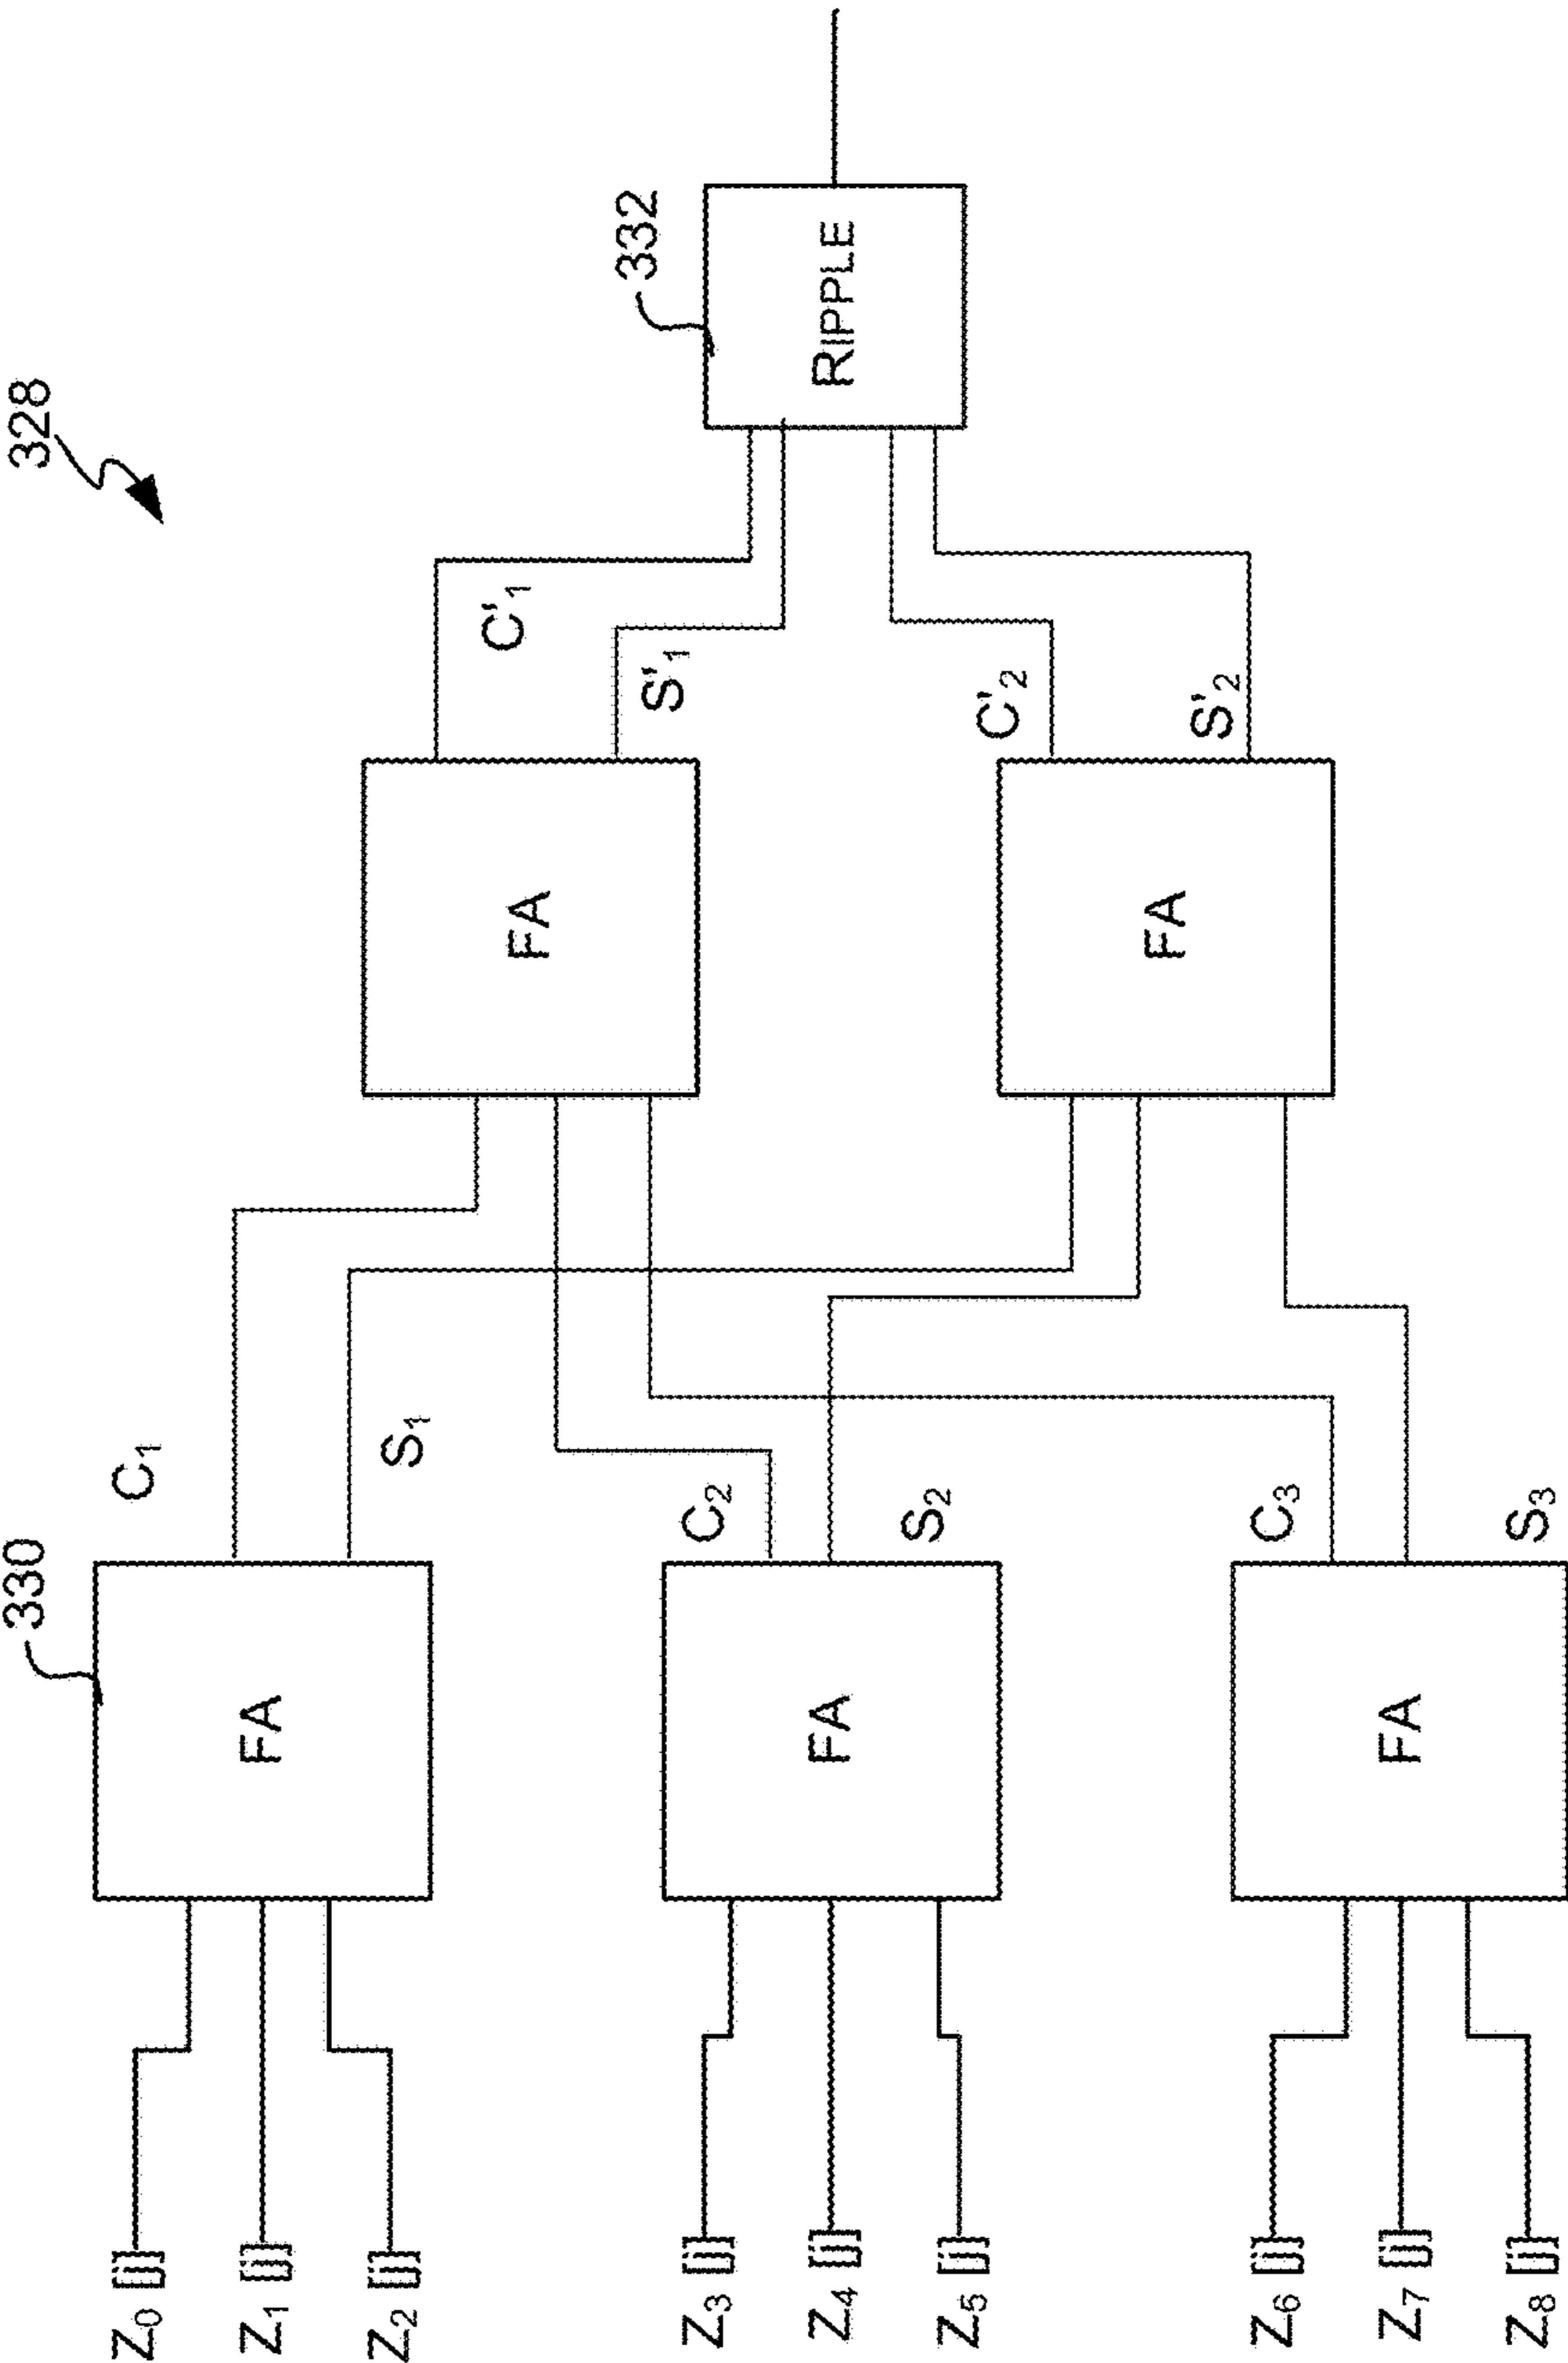 328
330
332
Z0 [j]
Z1 [j]
Z2 [j]
Z3 [j]
Z4 [j]
Z5 [j]
Z6 [j]
Z7 [j]
Z8 [j]
FA
FA
FA
C1
S1
C2
S2
C3
S3
FA
FA
C'1
S'1
C'2
S'2
RIPPLE